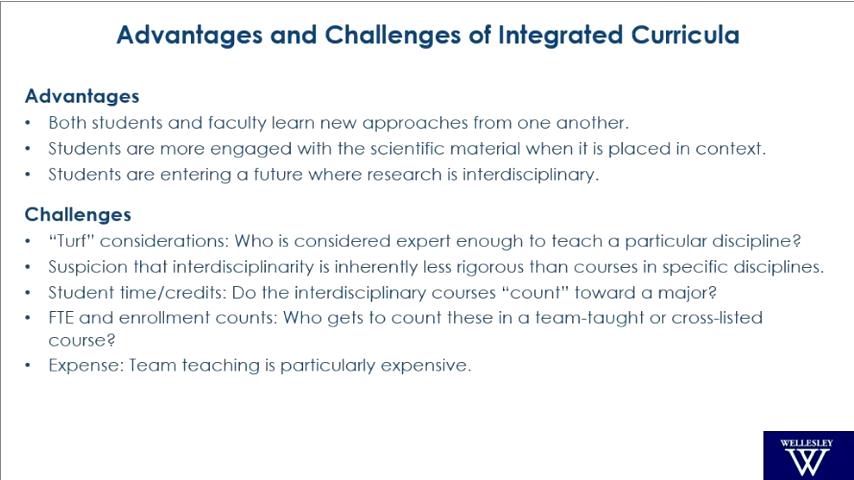 Advantages and Challenges of Integrated Curricula
Advantages
• Both students and faculty learn new approaches from one another.
• Students are more engaged with the scientific material when it is placed in context.
• Students are entering a future where research is interdisciplinary.
Challenges
• “Turf” considerations: Who is considered expert enough to teach a particular discipline?
• Suspicion that interdisciplinarity is inherently less rigorous than courses in specific disciplines.
• Student time/credits: Do the interdisciplinary courses “count” toward a major?
• FTE and enrollment counts: Who gets to count these in a team-taught or cross-listed
course?
• Expense: Team teaching is particularly expensive.
WELLESLEY
W